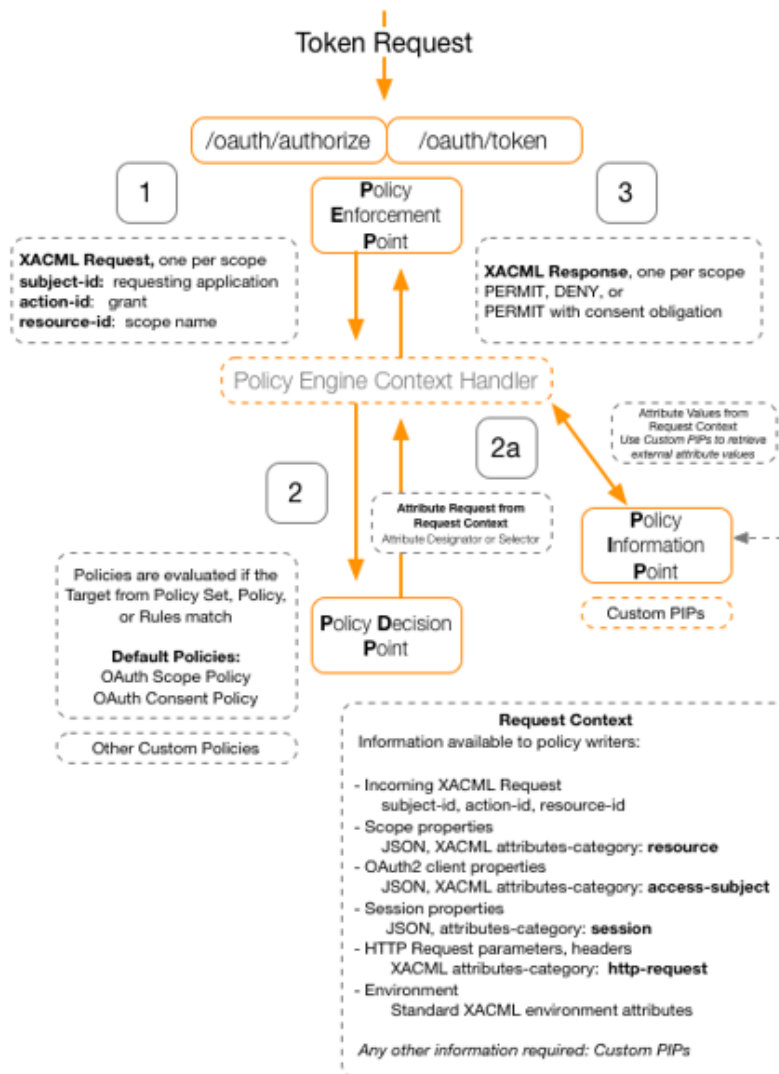 Token Request
/oauth/authorize
/oauth/token
1
Policy
Enforcement
Point
3
XACML Request, one per scope
subject-id: requesting application
action-id: grant
resource-id: scope name
XACML Response, one per scope
PERMIT, DENY, or
PERMIT with consent obligation
Policy Engine Context Handler
2a
Attribute Values from
Request Context
Use Custom PIPs to retrieve
external attribute values
2
Attribute Request from
Request Context
Attribute Designator or Selector
Policy
Information
Point
Policies are evaluated if the
Target from Policy Set, Policy,
or Rules match
Default Policies:
OAuth Scope Policy
OAuth Consent Policy
Policy Decision
Point
Custom PIPs
Other Custom Policies
Request Context
Information available to policy writers:
- Incoming XACML Request
subject-id, action-id, resource-id
- Scope properties
JSON, XACML attributes-category: resource
- OAuth2 client properties
JSON, XACML attributes-category: access-subject
- Session properties
JSON, attributes-category: session
- HTTP Request parameters, headers
XACML attributes-category: http-request
- Environment
Standard XACML environment attributes
Any other information required: Custom PIPs